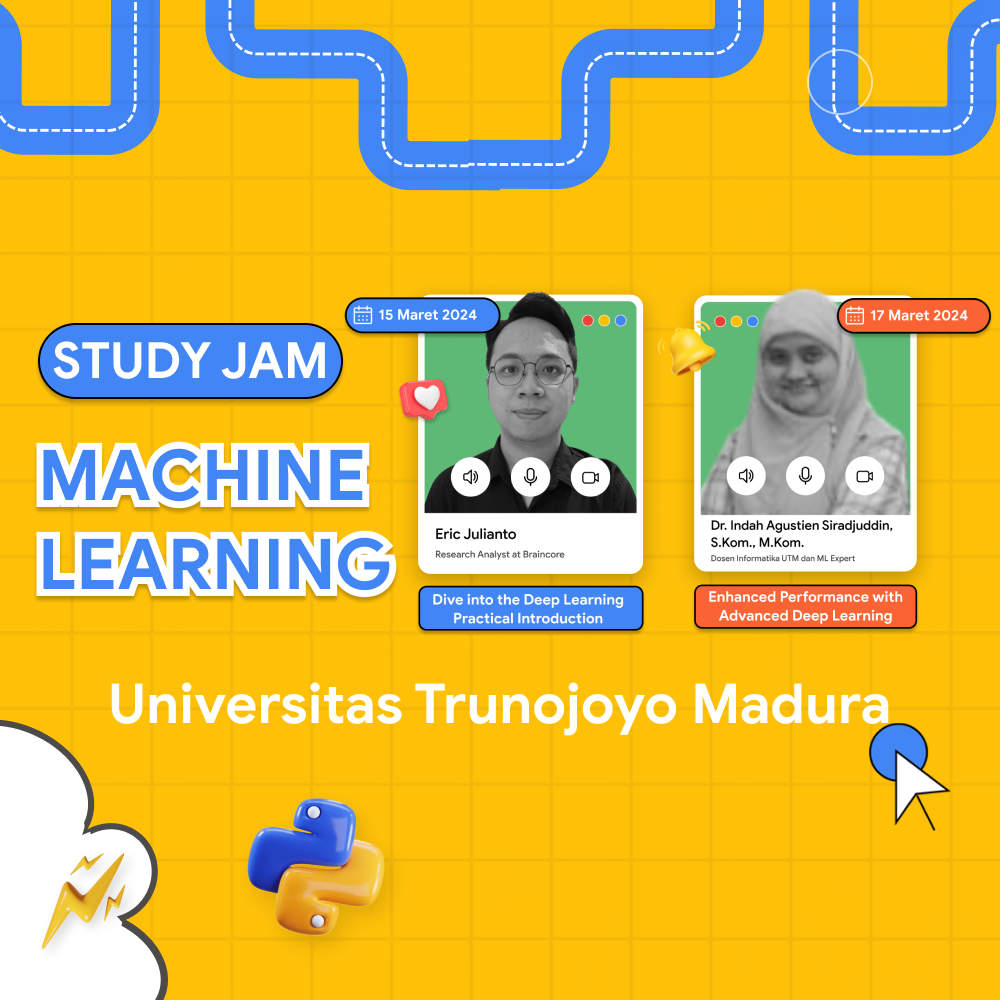 STUDY JAM
MACHINE
LEARNING
15 Maret 2024
Eric Julianto
Research Analyst at Braincore
Dive into the Deep Learning
Practical Introduction
17 Maret 2024
Dr. Indah Agustien Siradjuddin,
S.Kom., M.Kom.
Dosen Informatika UTM dan ML Expert
Enhanced Performance with
Advanced Deep Learning
Universitas Trunojoyo Madura